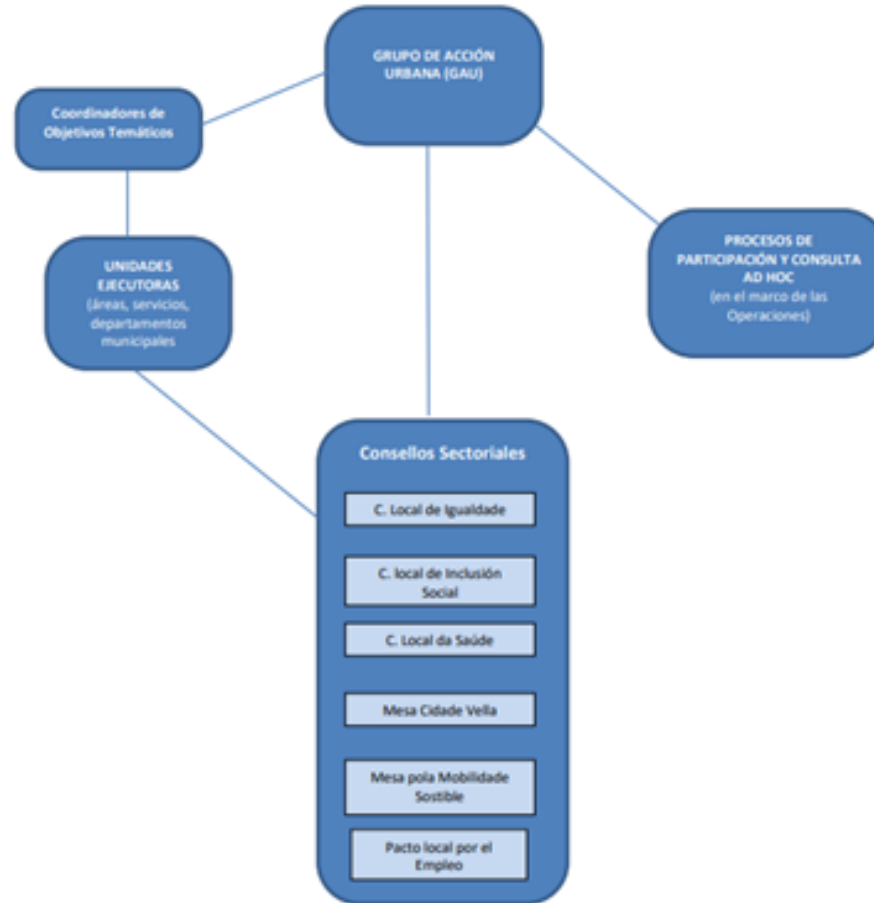 GRUPO DE ACCIÓN
URBANA (GAU)
Coordinadores de
Objetivos Temáticos
UNIDADES
EJECUTORAS
(áreas, servicios,
departamentos
municipales
PROCESOS DE
PARTICIPACIÓN Y CONSULTA
AD HOC
(en el marco de las
Operaciones)
Consellos Sectoriales
C. Local de Igualdade
C. local de Inclusión
Social
C. Local da Saúde
Mesa Cidade Vella
Mesa pola Mobilidade
Sostible
Pacto local por el
Empleo